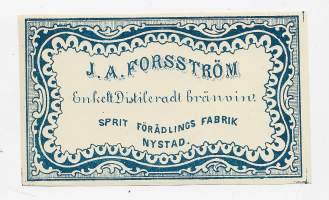 J. A. FORSSTRÖM
Enkelt Distileradt bränvin.
SPRIT FÖRÄDLINGS FABRIK
NYSTAD.